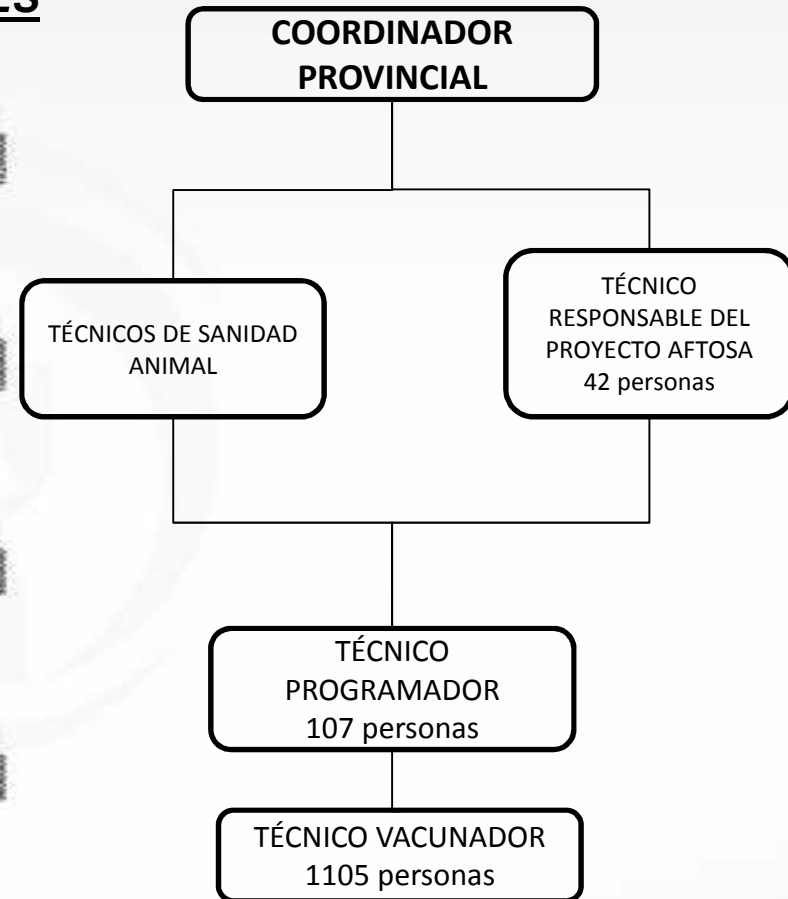 COORDINADOR
PROVINCIAL
TÉCNICOS DE SANIDAD
ANIMAL
TÉCNICO
RESPONSABLE DEL
PROYECTO AFTOSA
42 personas
TÉCNICO
PROGRAMADOR
107 personas
TÉCNICO VACUNADOR
1105 personas